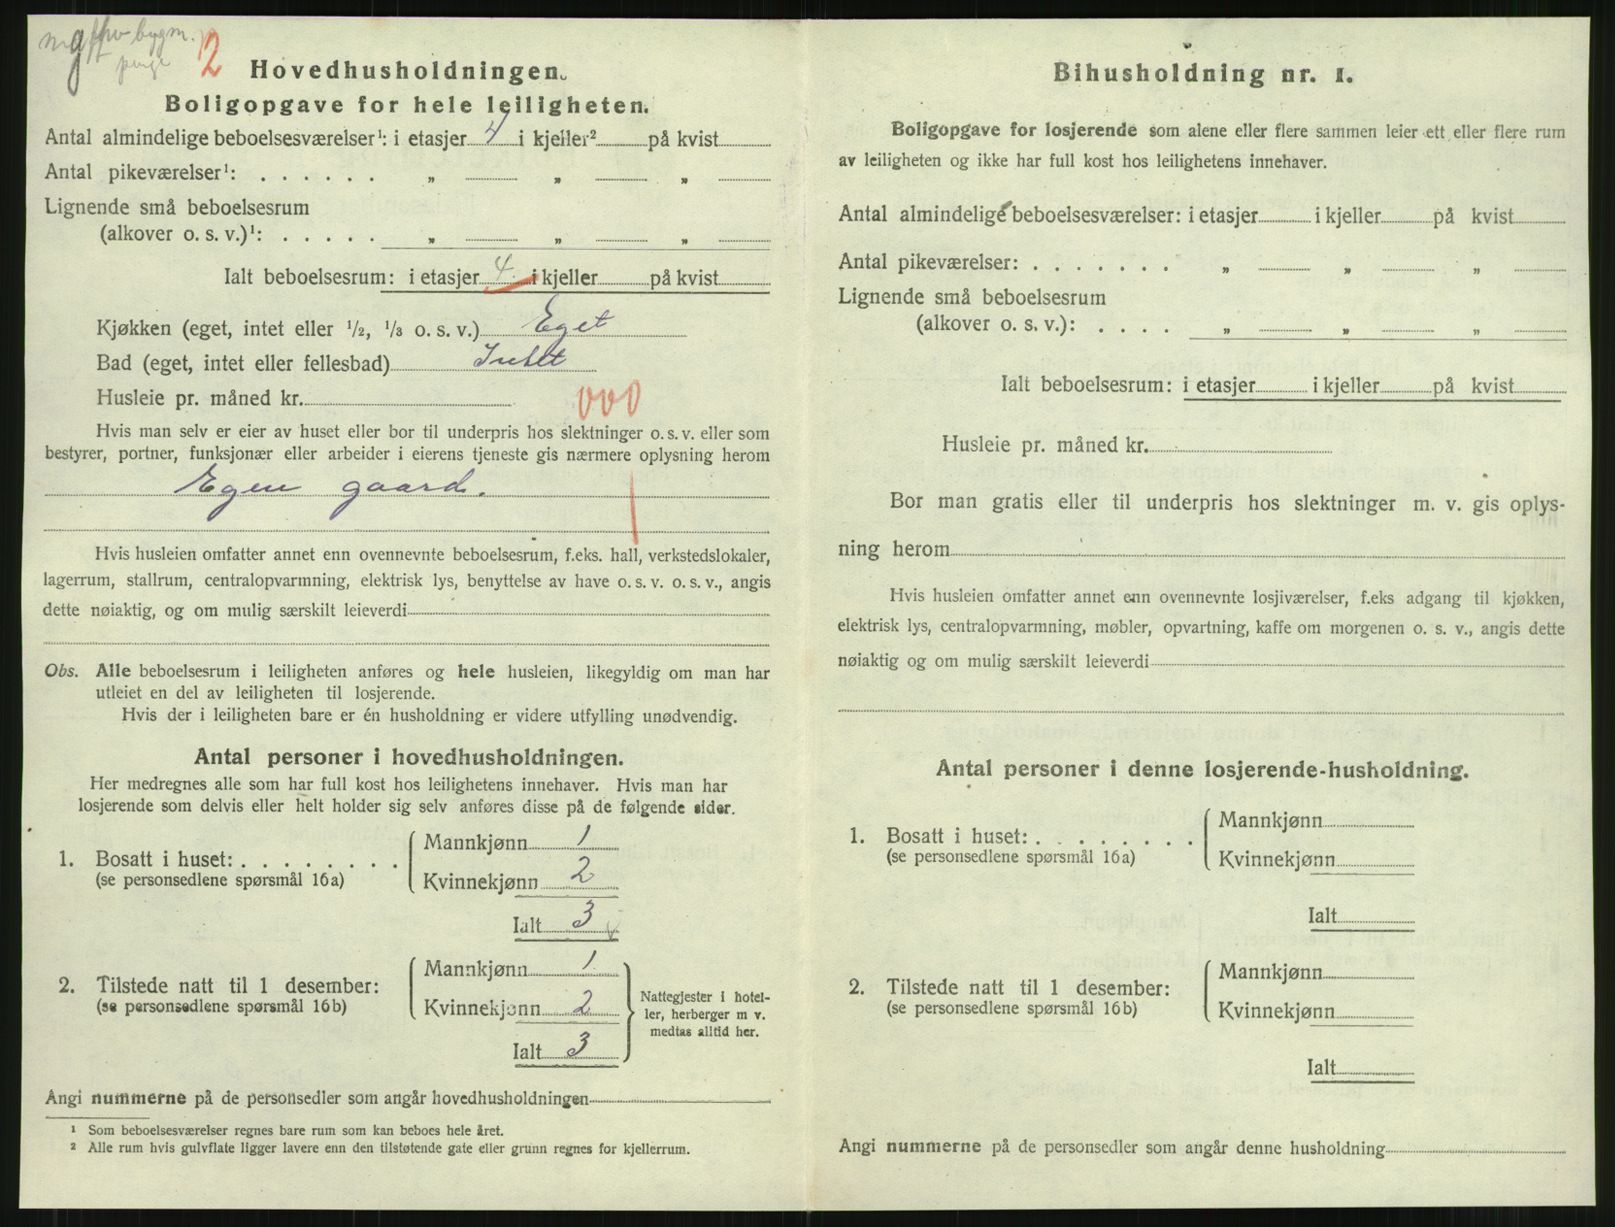 bygm.
2
Hovedhusholdningen.
Boligopgave for hele leiligheten.
Antal almindelige beboelsesværelser¹: i etasjer 4 i kjeller² på kvist
Antal pikeværelser¹: . . . . . . „ „ „
Lignende små beboelsesrum
(alkover o. s. v.)¹: . . . . . „ „ „
Ialt beboelsesrum: i etasjer 4. i kjeller på kvist
Kjøkken (eget, intet eller ½, ⅓ o. s. v.) Eget
Bad (eget, intet eller fellesbad) Intet
Husleie pr. måned kr. 000
Hvis man selv er eier av huset eller bor til underpris hos slektninger o. s. v. eller som
bestyrer, portner, funksjonær eller arbeider i eierens tjeneste gis nærmere oplysning herom
Egen gaard.
Hvis husleien omfatter annet enn ovennevnte beboelsesrum, f.eks. hall, verkstedslokaler,
lagerrum, stallrum, centralopvarmning, elektrisk lys, benyttelse av have o. s. v. o. s. v., angis
dette nøiaktig, og om mulig særskilt leieverdi
Obs. Alle beboelsesrum i leiligheten anføres og hele husleien, likegyldig om man har
utleiet en del av leiligheten til losjerende.
Hvis der i leiligheten bare er én husholdning er videre utfylling unødvendig.
Antal personer i hovedhusholdningen.
Her medregnes alle som har full kost hos leilighetens innehaver. Hvis man har
losjerende som delvis eller helt holder sig selv anføres disse på de følgende sider.
1. Bosatt i huset: . . . . . . . .
(se personsedlene spørsmål 16a)
Mannkjønn 1
Kvinnekjønn 2
Ialt 3
2. Tilstede natt til 1 desember:
(se personsedlene spørsmål 16b)
Mannkjønn 1
Kvinnekjønn 2
Ialt 3
Nattegjester i hotel-
ler, herberger m v.
medtas alltid her.
Angi nummerne på de personsedler som angår hovedhusholdningen
¹ Som beboelsesværelser regnes bare rum som kan beboes hele året.
² Alle rum hvis gulvflate ligger lavere enn den tilstøtende gate eller grunn regnes for kjellerrum.
Bihusholdning nr. 1.
Boligopgave for losjerende som alene eller flere sammen leier ett eller flere rum
av leiligheten og ikke har full kost hos leilighetens innehaver.
Antal almindelige beboelsesværelser: i etasjer i kjeller på kvist
Antal pikeværelser: . . . . . . . „ „ „
Lignende små beboelsesrum
(alkover o. s. v.): . . . . „ „ „
Ialt beboelsesrum: i etasjer i kjeller på kvist
Husleie pr. måned kr.
Bor man gratis eller til underpris hos slektninger m. v. gis oplys-
ning herom
Hvis husleien omfatter annet enn ovennevnte losjiværelser, f.eks adgang til kjøkken,
elektrisk lys, centralopvarmning, møbler, opvartning, kaffe om morgenen o. s. v., angis dette
nøiaktig og om mulig særskilt leieverdi
Antal personer i denne losjerende-husholdning.
1. Bosatt i huset: . . . . . . . .
(se personsedlene spørsmål 16a)
Mannkjønn
Kvinnekjønn
Ialt
2. Tilstede natt til 1 desember:
(se personsedlene spørsmål 16b)
Mannkjønn
Kvinnekjønn
Ialt
Angi nummerne på de personsedler som angår denne husholdning